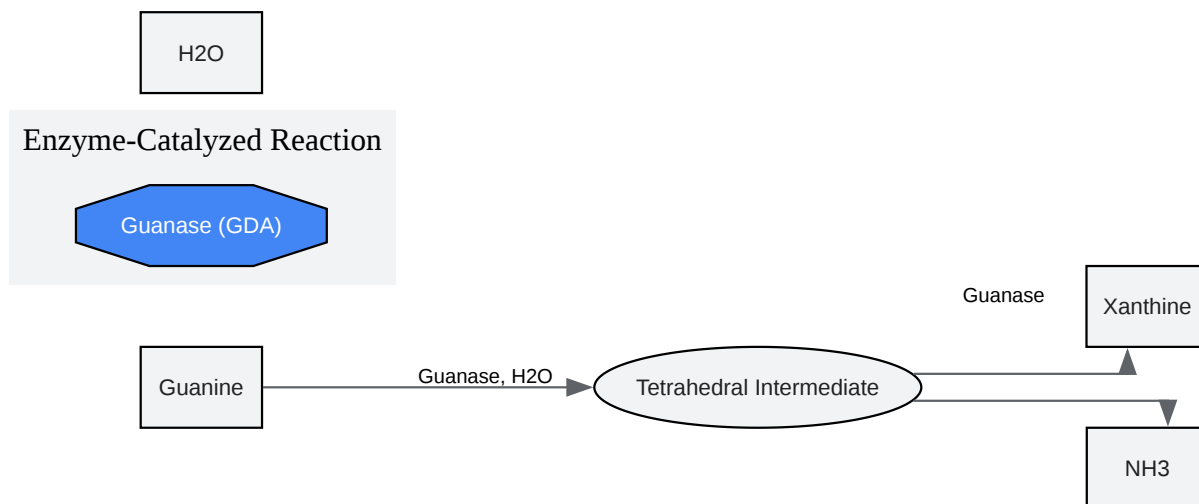 H2O
Enzyme-Catalyzed Reaction
Guanase (GDA)
Guanase
Xanthine
Guanine
Guanase, H2O
Tetrahedral Intermediate
NH3